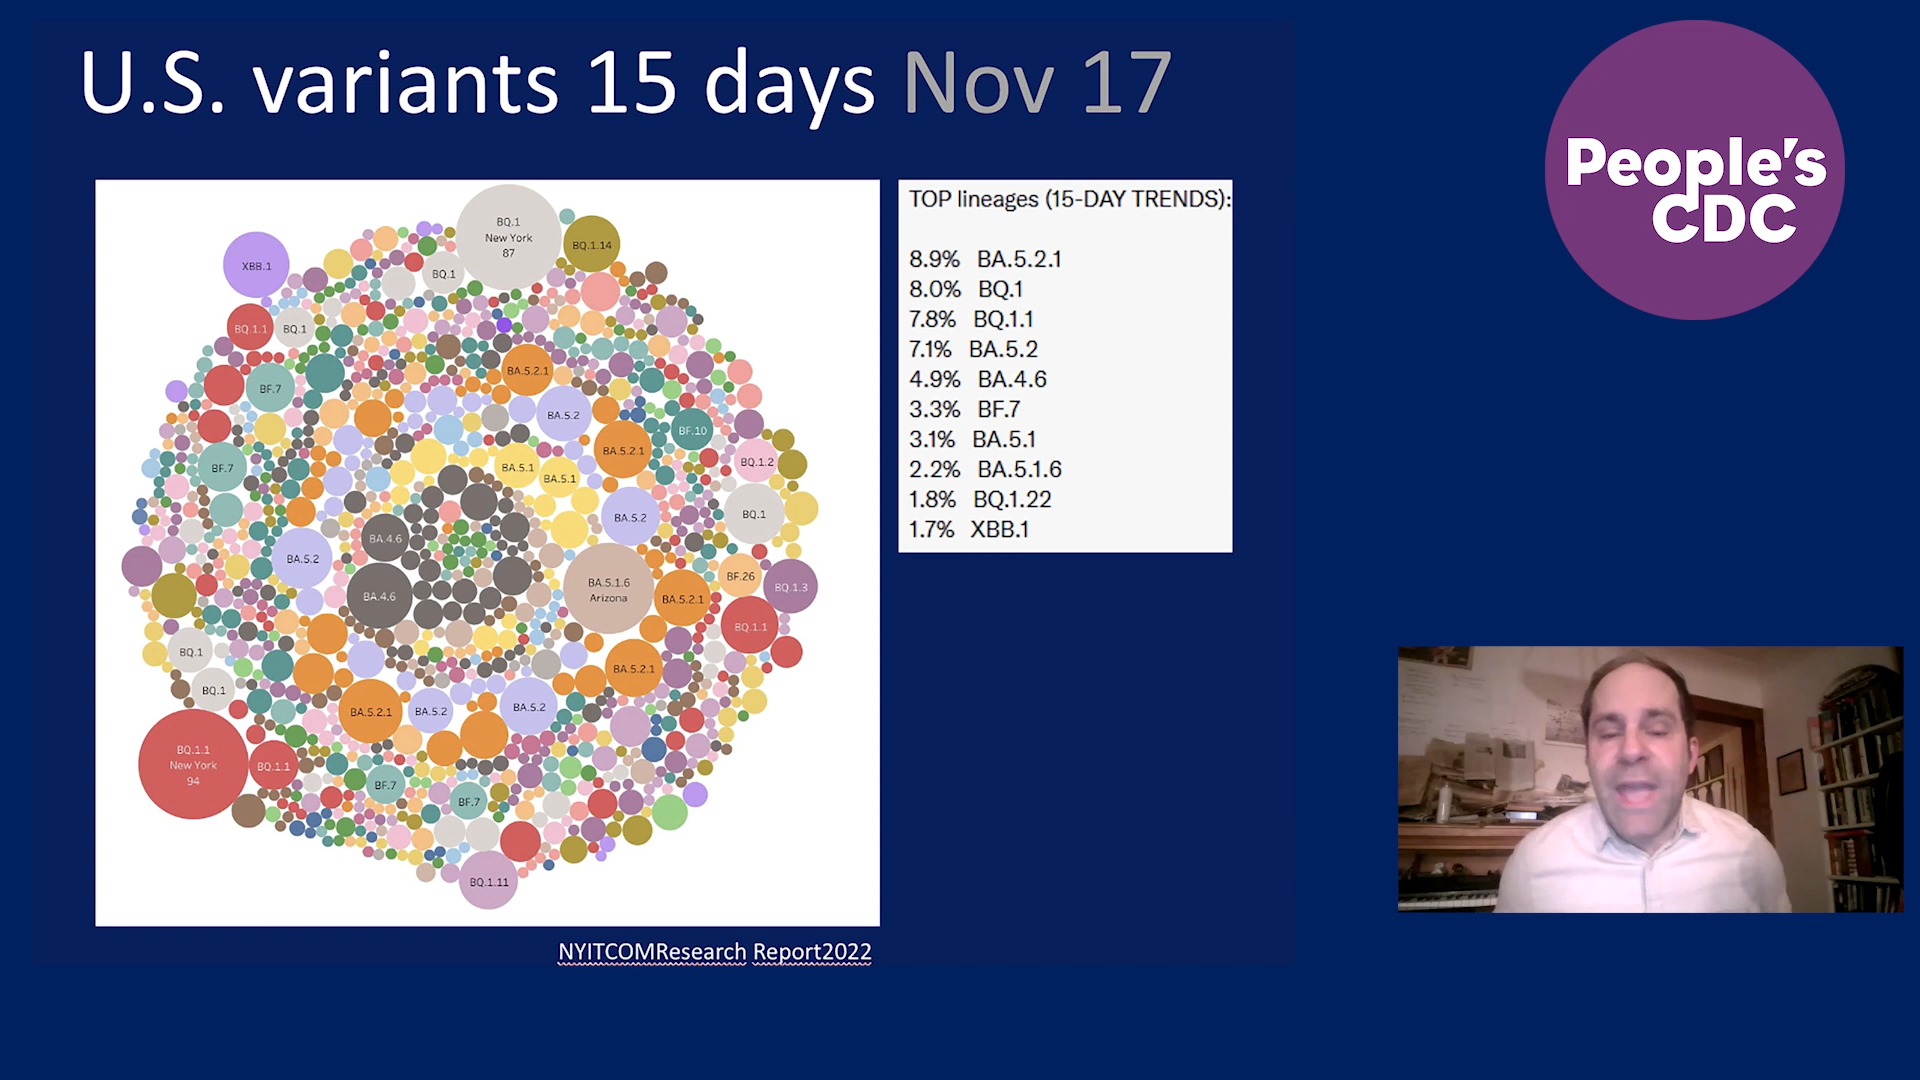 U.S. variants 15 days Nov 17
People's
CDC
TOP lineages (15-DAY TRENDS):
8.9% BA.5.2.1
8.0% BQ.1
7.8% BQ.1.1
7.1% BA.5.2
4.9% BA.4.6
3.3% BF.7
3.1% BA.5.1
2.2% BA.5.1.6
1.8% BQ.1.22
1.7% XBB.1
BQ.1
New York
87
BQ.1.14
XBB.1
BQ.1
BQ.1.1
BQ.1
BA.5.2.1
BF.7
BA.5.2
BF.10
BA.5.2.1
BQ.1.2
BF.7
BA.5.1
BA.5.1
BQ.1
BA.5.2
BA.4.6
BA.5.2
BF.26
BA.5.1.6
Arizona
BQ.1.3
BA.4.6
BA.5.2.1
BQ.1.1
BQ.1
BA.5.2.1
BQ.1
BA.5.2.1
BA.5.2
BA.5.2
BQ.1.1
New York
94
BQ.1.1
BF.7
BF.7
BQ.1.11
NYITCOMResearch Report2022